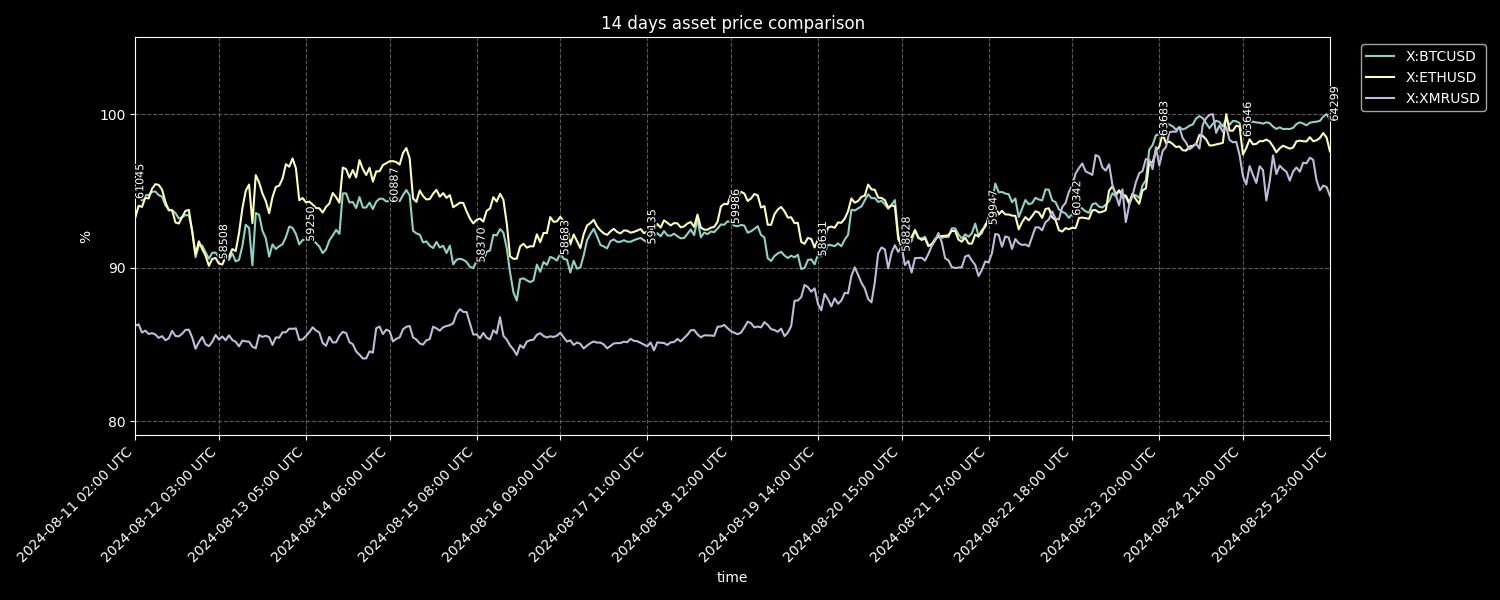 14 days asset price comparison
X:BTCUSD
X:ETHUSD
X:XMRUSD
%
100
90
80
61045
58508
59250
60887
58370
58683
59135
59986
58631
58828
59947
60342
63683
63646
64299
2024-08-11 02:00 UTC
2024-08-12 03:00 UTC
2024-08-13 05:00 UTC
2024-08-14 06:00 UTC
2024-08-15 08:00 UTC
2024-08-16 09:00 UTC
2024-08-17 11:00 UTC
2024-08-18 12:00 UTC
2024-08-19 14:00 UTC
2024-08-20 15:00 UTC
2024-08-21 17:00 UTC
2024-08-22 18:00 UTC
2024-08-23 20:00 UTC
2024-08-24 21:00 UTC
2024-08-25 23:00 UTC
time